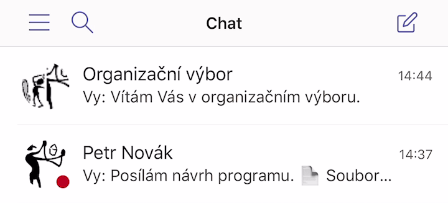 Chat
Organizační výbor 14:44
Vy: Vítám Vás v organizačním výboru.
Petr Novák 14:37
Vy: Posílám návrh programu. Soubor...